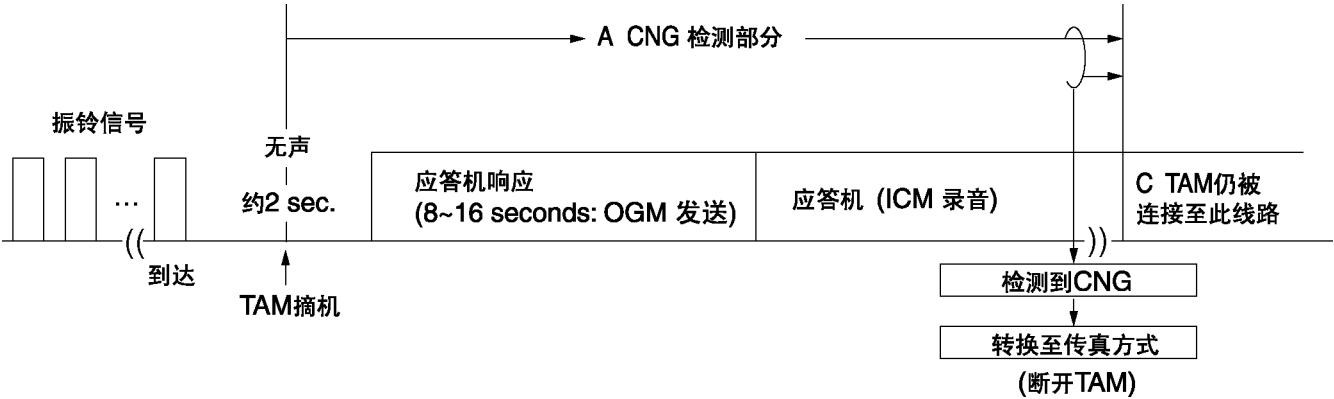 A CNG 检测部分
振铃信号
无声
约2 sec.
...
((
到达
TAM摘机
应答机响应
(8~16 seconds: OGM 发送)
应答机 (ICM 录音)
))
C TAM仍被
连接至此线路
检测到CNG
转换至传真方式
(断开TAM)